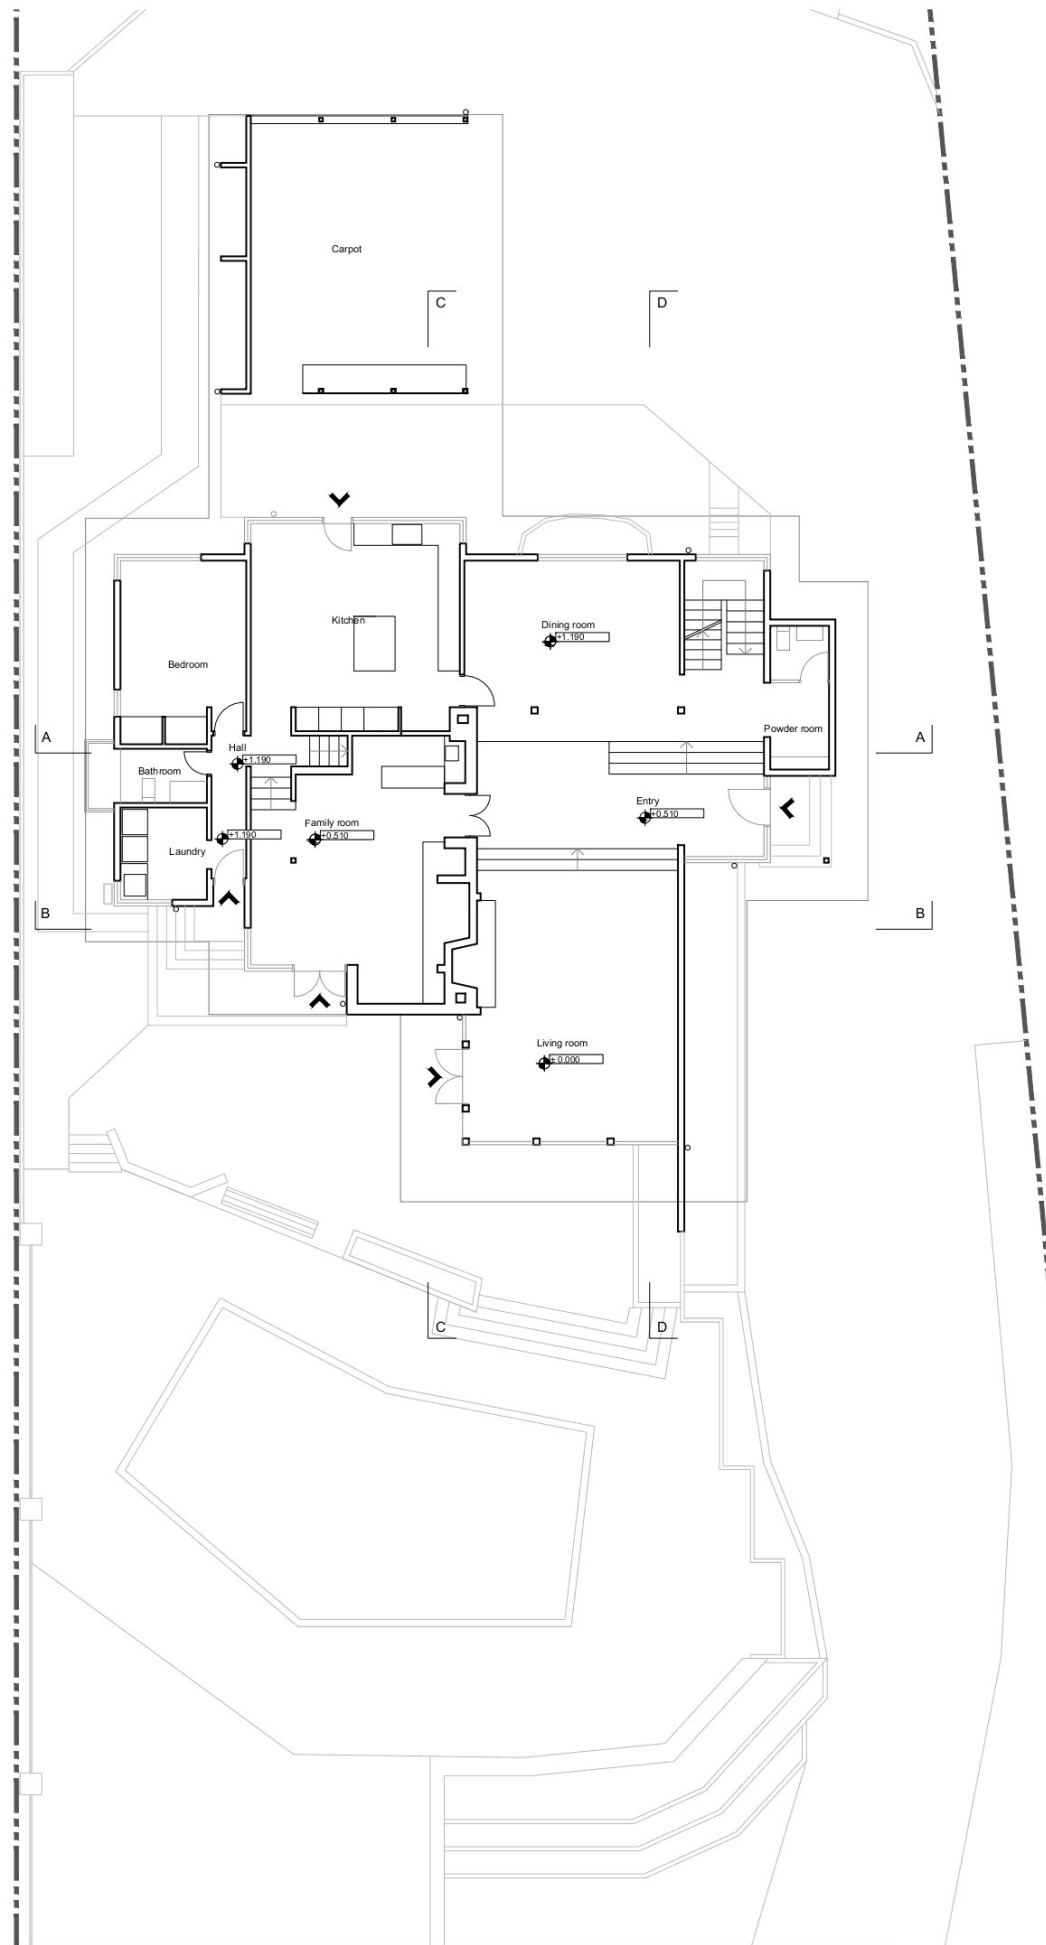 Carpot
C
D
Kitchen
Dining room
+1.190
Bedroom
Powder room
A
Hall
+1.190
A
Bathroom
Entry
+0.510
Family room
+0.510
+1.190
Laundry
B
B
Living room
± 0.000
C
D